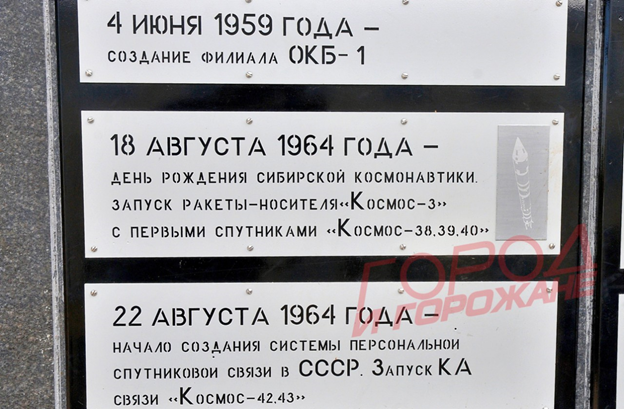 4 ИЮНЯ 1959 ГОДА –
СОЗДАНИЕ ФИЛИАЛА ОКБ-1
18 АВГУСТА 1964 ГОДА –
ДЕНЬ РОЖДЕНИЯ СИБИРСКОЙ КОСМОНАВТИКИ.
ЗАПУСК РАКЕТЫ-НОСИТЕЛЯ«КОСМОС-3»
С ПЕРВЫМИ СПУТНИКАМИ «КОСМОС-38,39,40»
ГОРОД
И ГОРОЖАНЕ
22 АВГУСТА 1964 ГОДА –
НАЧАЛО СОЗДАНИЯ СИСТЕМЫ ПЕРСОНАЛЬНОЙ
СПУТНИКОВОЙ СВЯЗИ В СССР. ЗАПУСК КА
СВЯЗИ «КОСМОС-42,43»